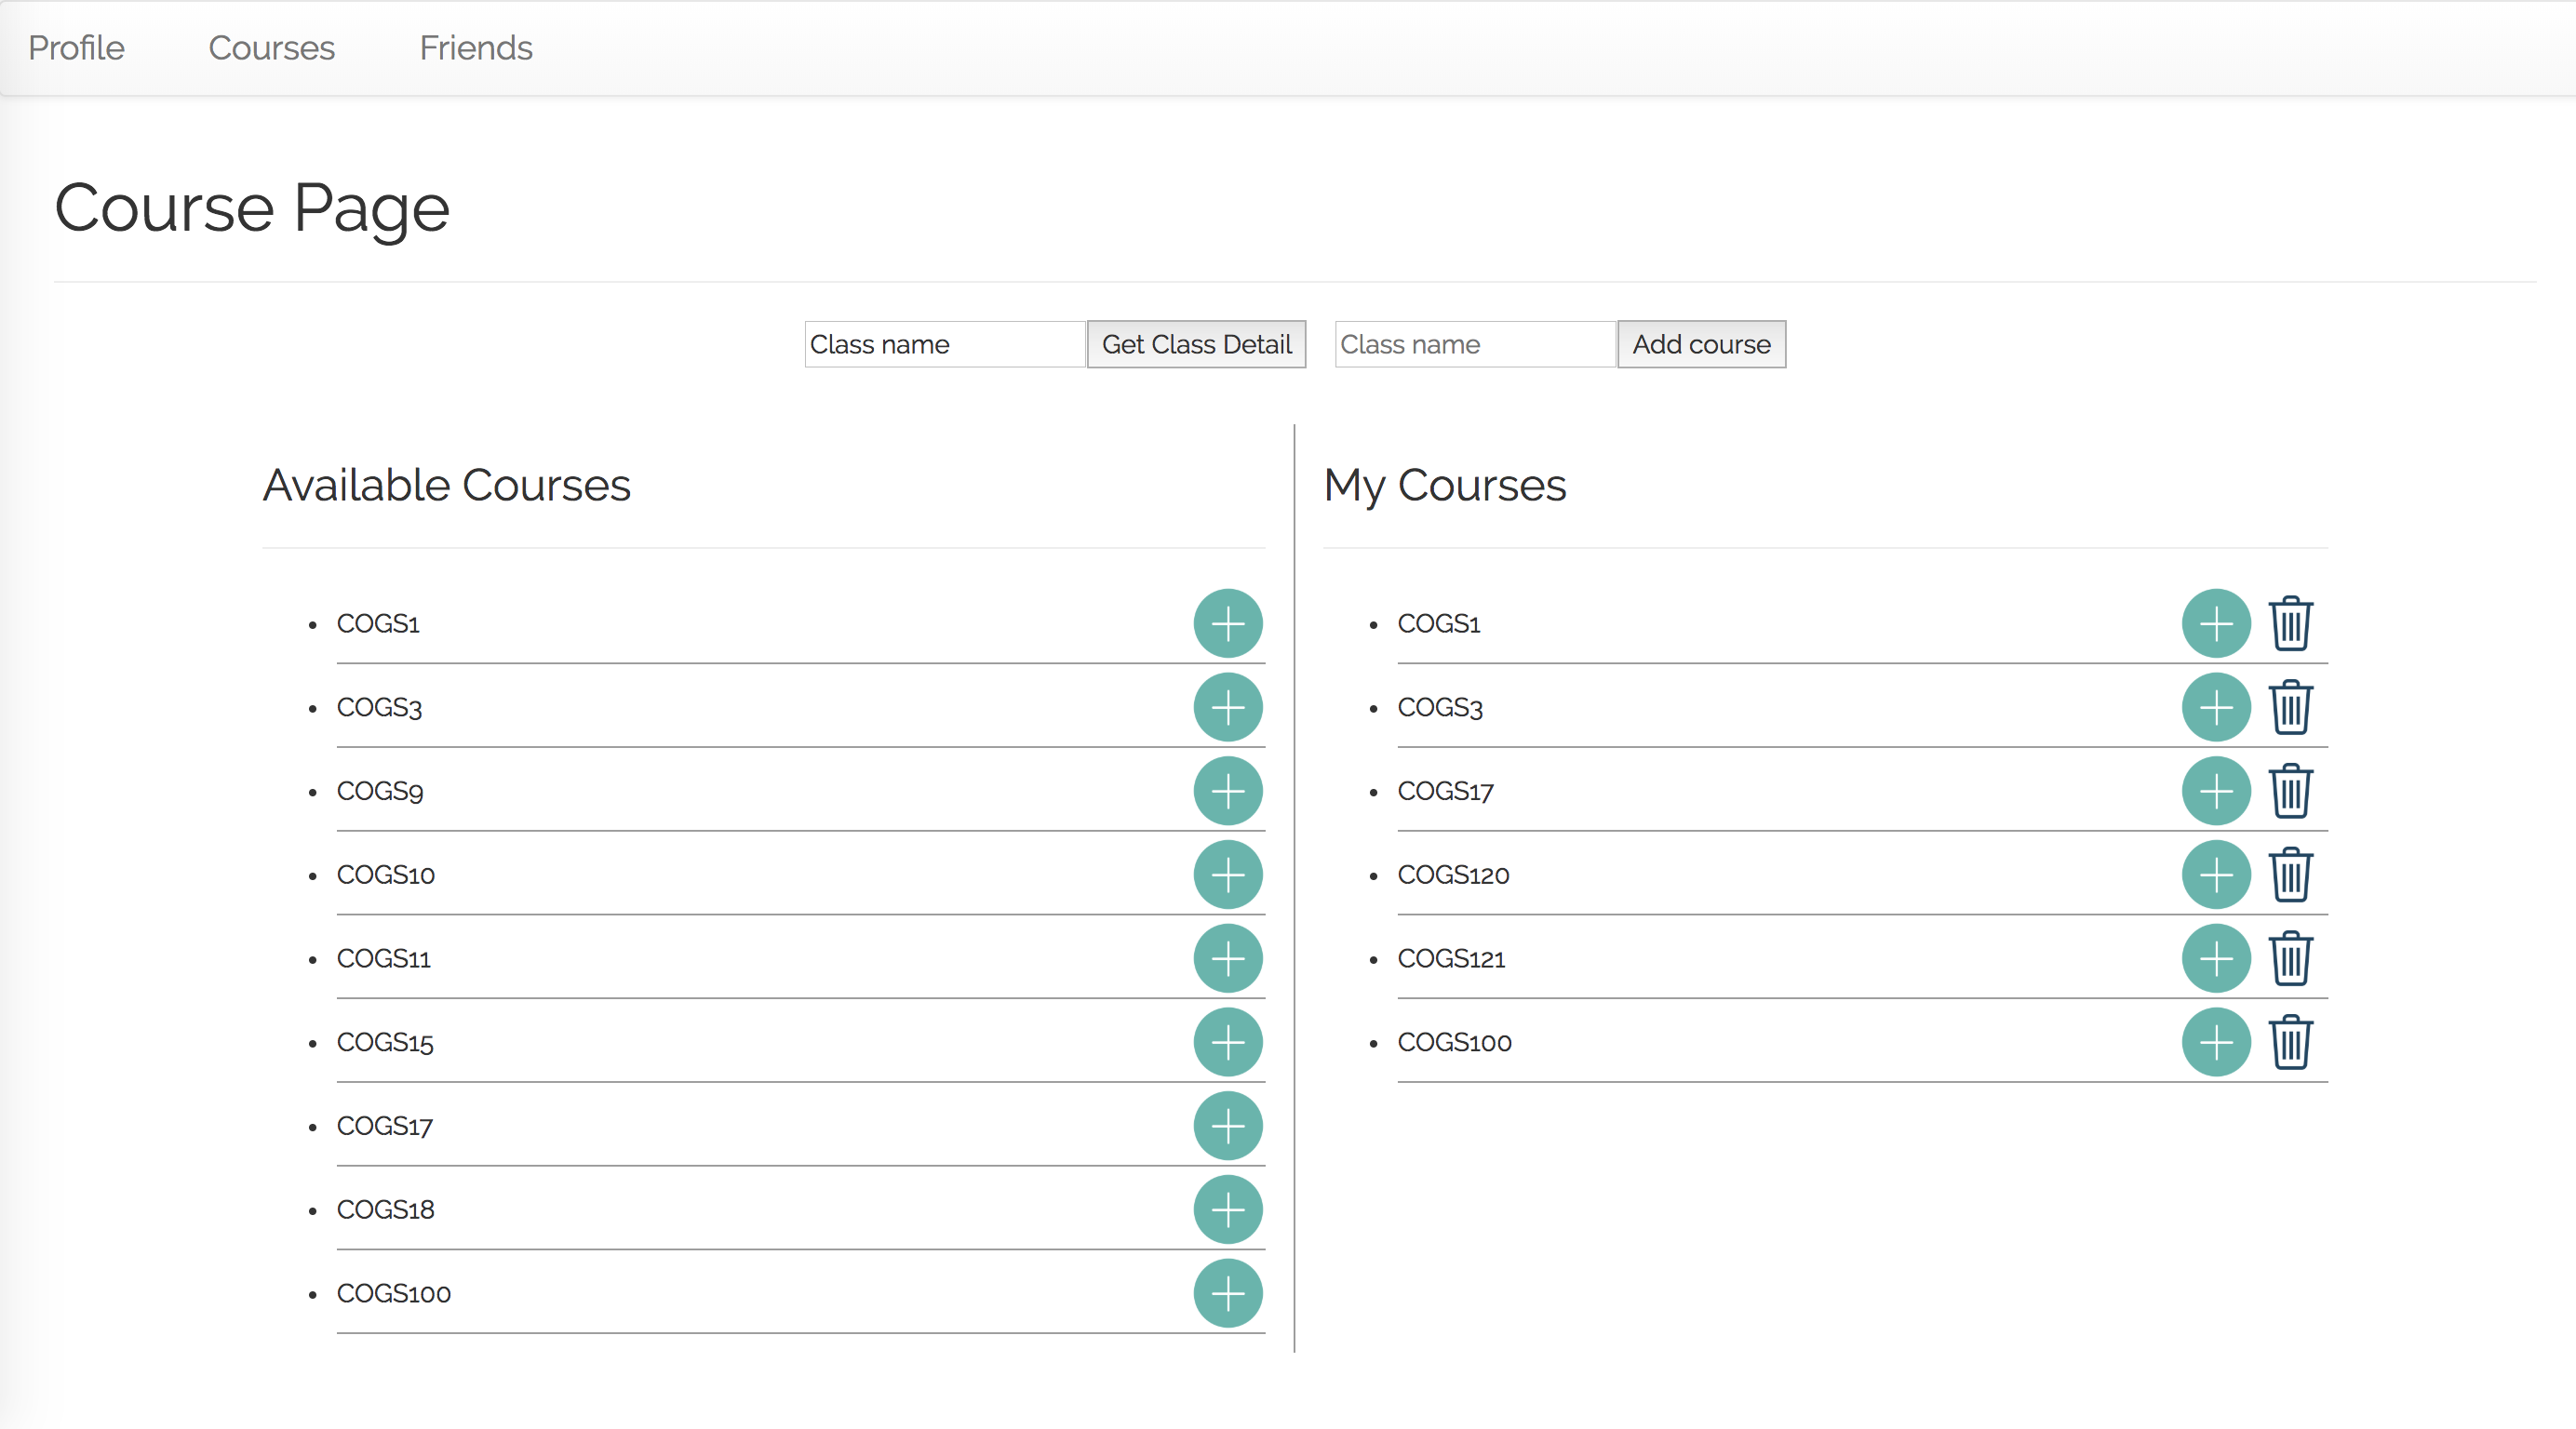 Profile Courses Friends
Course Page
Class name Get Class Detail Class name Add course
Available Courses
COGS1
COGS3
COGS9
COGS10
COGS11
COGS15
COGS17
COGS18
COGS100
My Courses
COGS1
COGS3
COGS17
COGS120
COGS121
COGS100